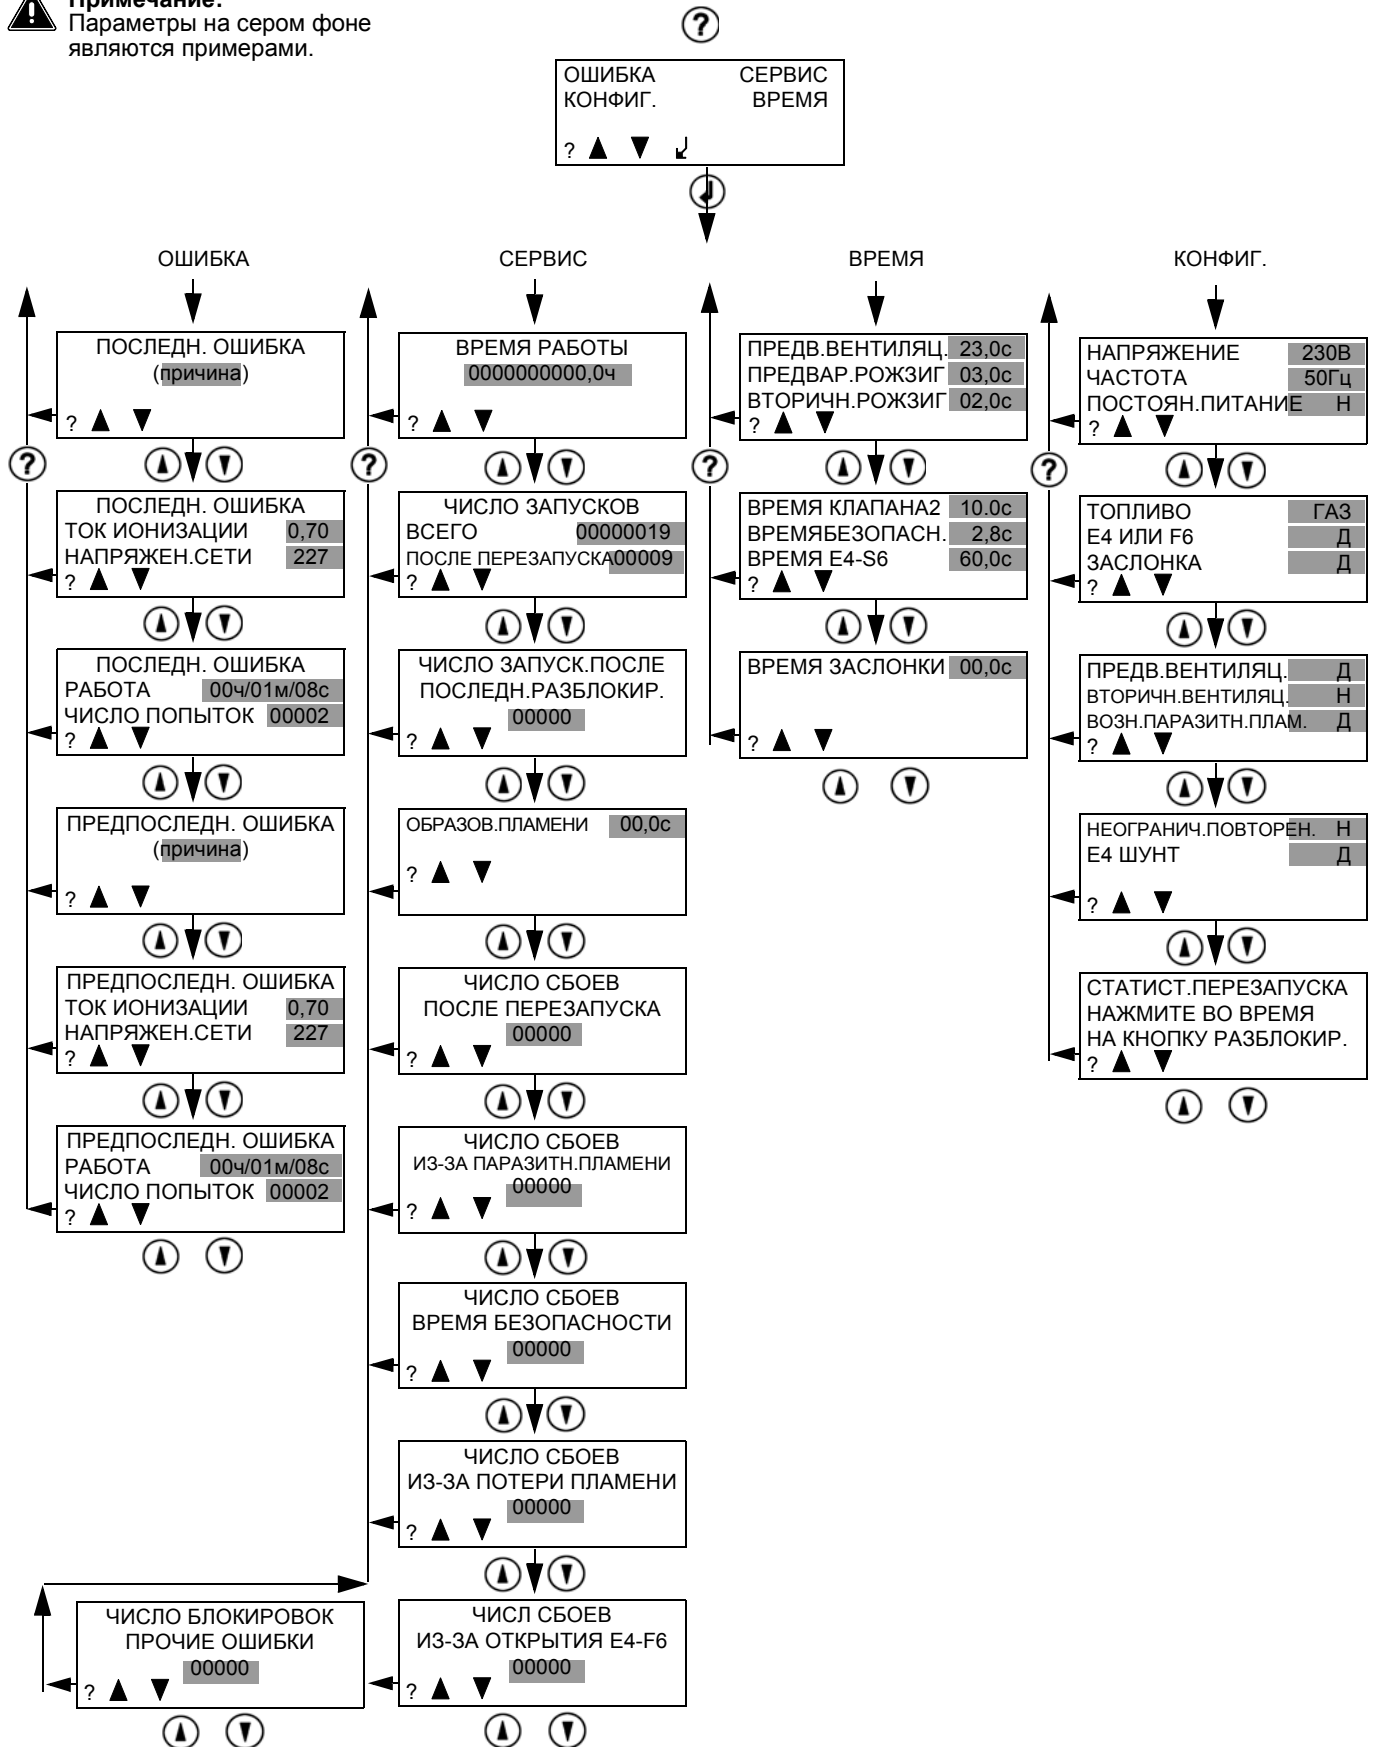 Примечание:
Параметры на сером фоне
являются примерами.
?
ОШИБКА СЕРВИС
КОНФИГ. ВРЕМЯ
?
ОШИБКА
ПОСЛЕДН. ОШИБКА
(причина)
?
?
ПОСЛЕДН. ОШИБКА
ТОК ИОНИЗАЦИИ 0,70
НАПРЯЖЕН.СЕТИ 227
?
ПОСЛЕДН. ОШИБКА
РАБОТА 00ч/01м/08с
ЧИСЛО ПОПЫТОК 00002
?
ПРЕДПОСЛЕДН. ОШИБКА
(причина)
?
ПРЕДПОСЛЕДН. ОШИБКА
ТОК ИОНИЗАЦИИ 0,70
НАПРЯЖЕН.СЕТИ 227
?
ПРЕДПОСЛЕДН. ОШИБКА
РАБОТА 00ч/01м/08с
ЧИСЛО ПОПЫТОК 00002
?
СЕРВИС
ВРЕМЯ РАБОТЫ
0000000000,0ч
?
?
ЧИСЛО ЗАПУСКОВ
ВСЕГО 00000019
ПОСЛЕ ПЕРЕЗАПУСКА00009
?
ЧИСЛО ЗАПУСК.ПОСЛЕ
ПОСЛЕДН.РАЗБЛОКИР.
00000
?
ОБРАЗОВ.ПЛАМЕНИ 00,0с
?
ЧИСЛО СБОЕВ
ПОСЛЕ ПЕРЕЗАПУСКА
00000
?
ЧИСЛО СБОЕВ
ИЗ-ЗА ПАРАЗИТН.ПЛАМЕНИ
00000
?
ЧИСЛО СБОЕВ
ВРЕМЯ БЕЗОПАСНОСТИ
00000
?
ЧИСЛО СБОЕВ
ИЗ-ЗА ПОТЕРИ ПЛАМЕНИ
00000
?
ЧИСЛ СБОЕВ
ИЗ-ЗА ОТКРЫТИЯ E4-F6
00000
?
ЧИСЛО БЛОКИРОВОК
ПРОЧИЕ ОШИБКИ
00000
?
ВРЕМЯ
ПРЕДВ.ВЕНТИЛЯЦ. 23,0с
ПРЕДВАР.РОЖЗИГ 03,0с
ВТОРИЧН.РОЖЗИГ 02,0с
?
?
ВРЕМЯ КЛАПАНА2 10.0с
ВРЕМЯБЕЗОПАСН. 2,8с
ВРЕМЯ E4-S6 60,0с
?
ВРЕМЯ ЗАСЛОНКИ 00,0с
?
КОНФИГ.
НАПРЯЖЕНИЕ 230В
ЧАСТОТА 50Гц
ПОСТОЯН.ПИТАНИЕ Н
?
?
ТОПЛИВО ГАЗ
E4 ИЛИ F6 Д
ЗАСЛОНКА Д
?
ПРЕДВ.ВЕНТИЛЯЦ. Д
ВТОРИЧН.ВЕНТИЛЯЦ. Н
ВОЗН.ПАРАЗИТН.ПЛАМ. Д
?
НЕОГРАНИЧ.ПОВТОРЕН. Н
E4 ШУНТ Д
?
СТАТИСТ.ПЕРЕЗАПУСКА
НАЖМИТЕ ВО ВРЕМЯ
НА КНОПКУ РАЗБЛОКИР.
?